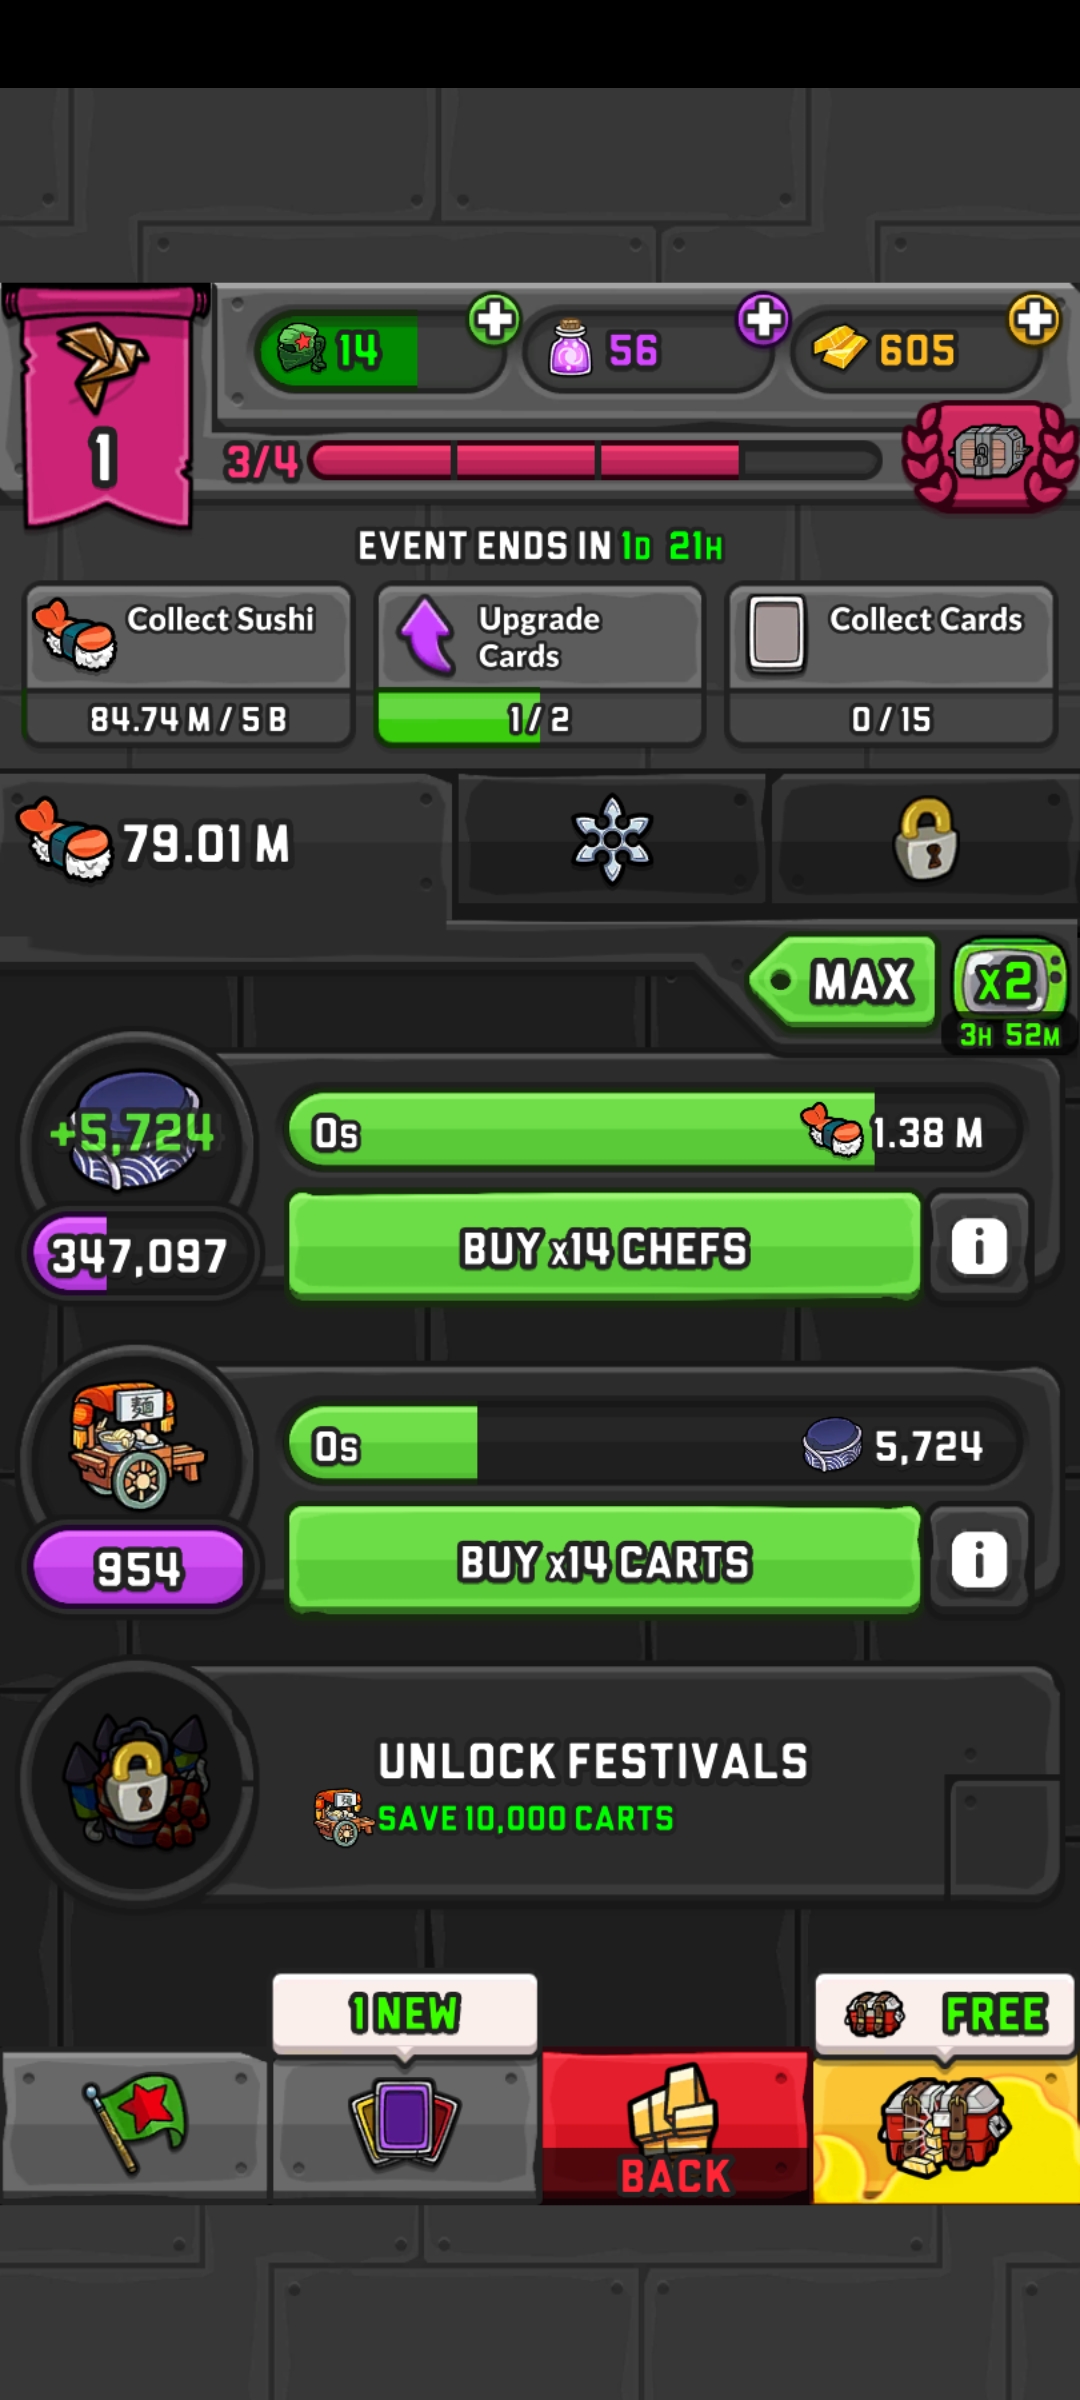 14
56
605
1
3/4
EVENT ENDS IN 1D 21H
Collect Sushi
84.74 M / 5 B
Upgrade
Cards
1 / 2
Collect Cards
0 / 15
79.01 M
MAX
x2
3H 52M
+5,724
0s
1.38 M
347,097
BUY x14 CHEFS
i
麺
0s
5,724
954
BUY x14 CARTS
i
UNLOCK FESTIVALS
SAVE 10,000 CARTS
1 NEW
FREE
BACK